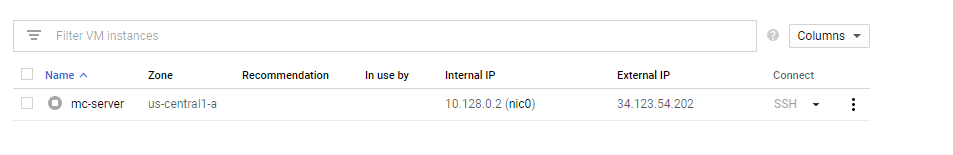 Filter VM instances
? Columns
Name Zone Recommendation In use by Internal IP External IP Connect
mc-server us-central1-a 10.128.0.2 (nic0) 34.123.54.202 SSH